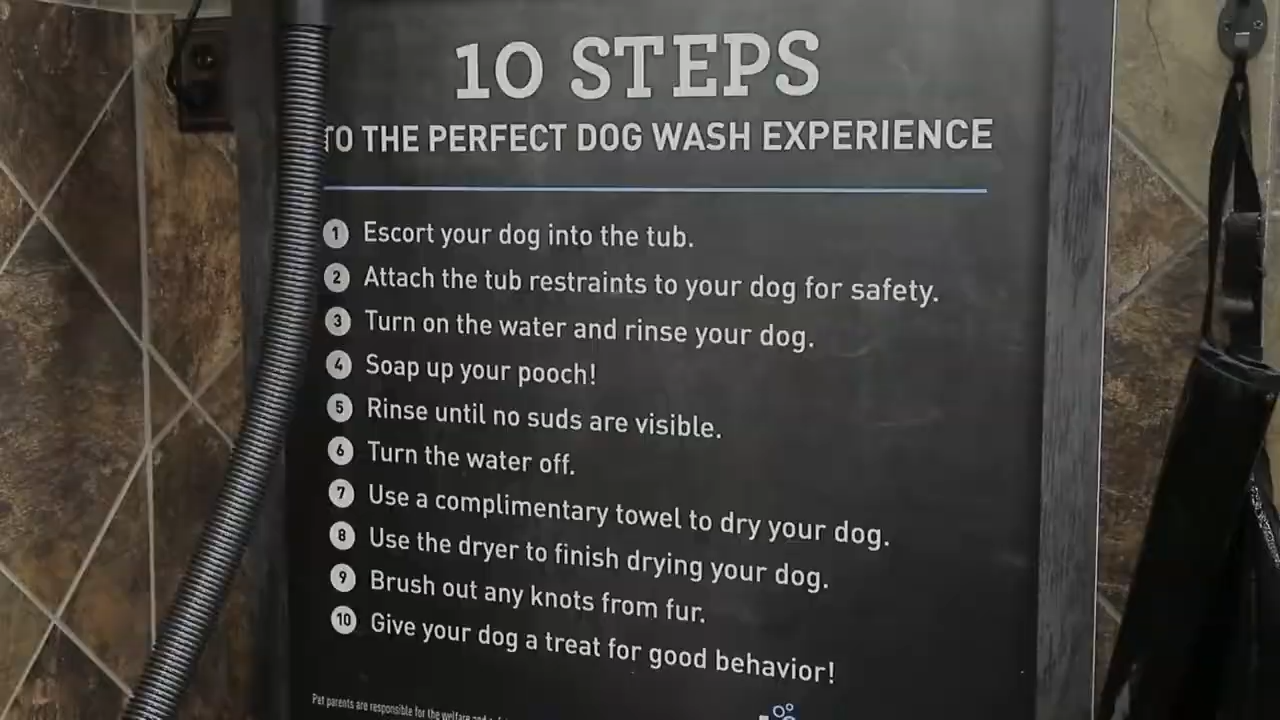 10 STEPS
TO THE PERFECT DOG WASH EXPERIENCE
1 Escort your dog into the tub.
2 Attach the tub restraints to your dog for safety.
3 Turn on the water and rinse your dog.
4 Soap up your pooch!
5 Rinse until no suds are visible.
6 Turn the water off.
7 Use a complimentary towel to dry your dog.
8 Use the dryer to finish drying your dog.
9 Brush out any knots from fur.
10 Give your dog a treat for good behavior!
Pet parents are responsible for the welfare and